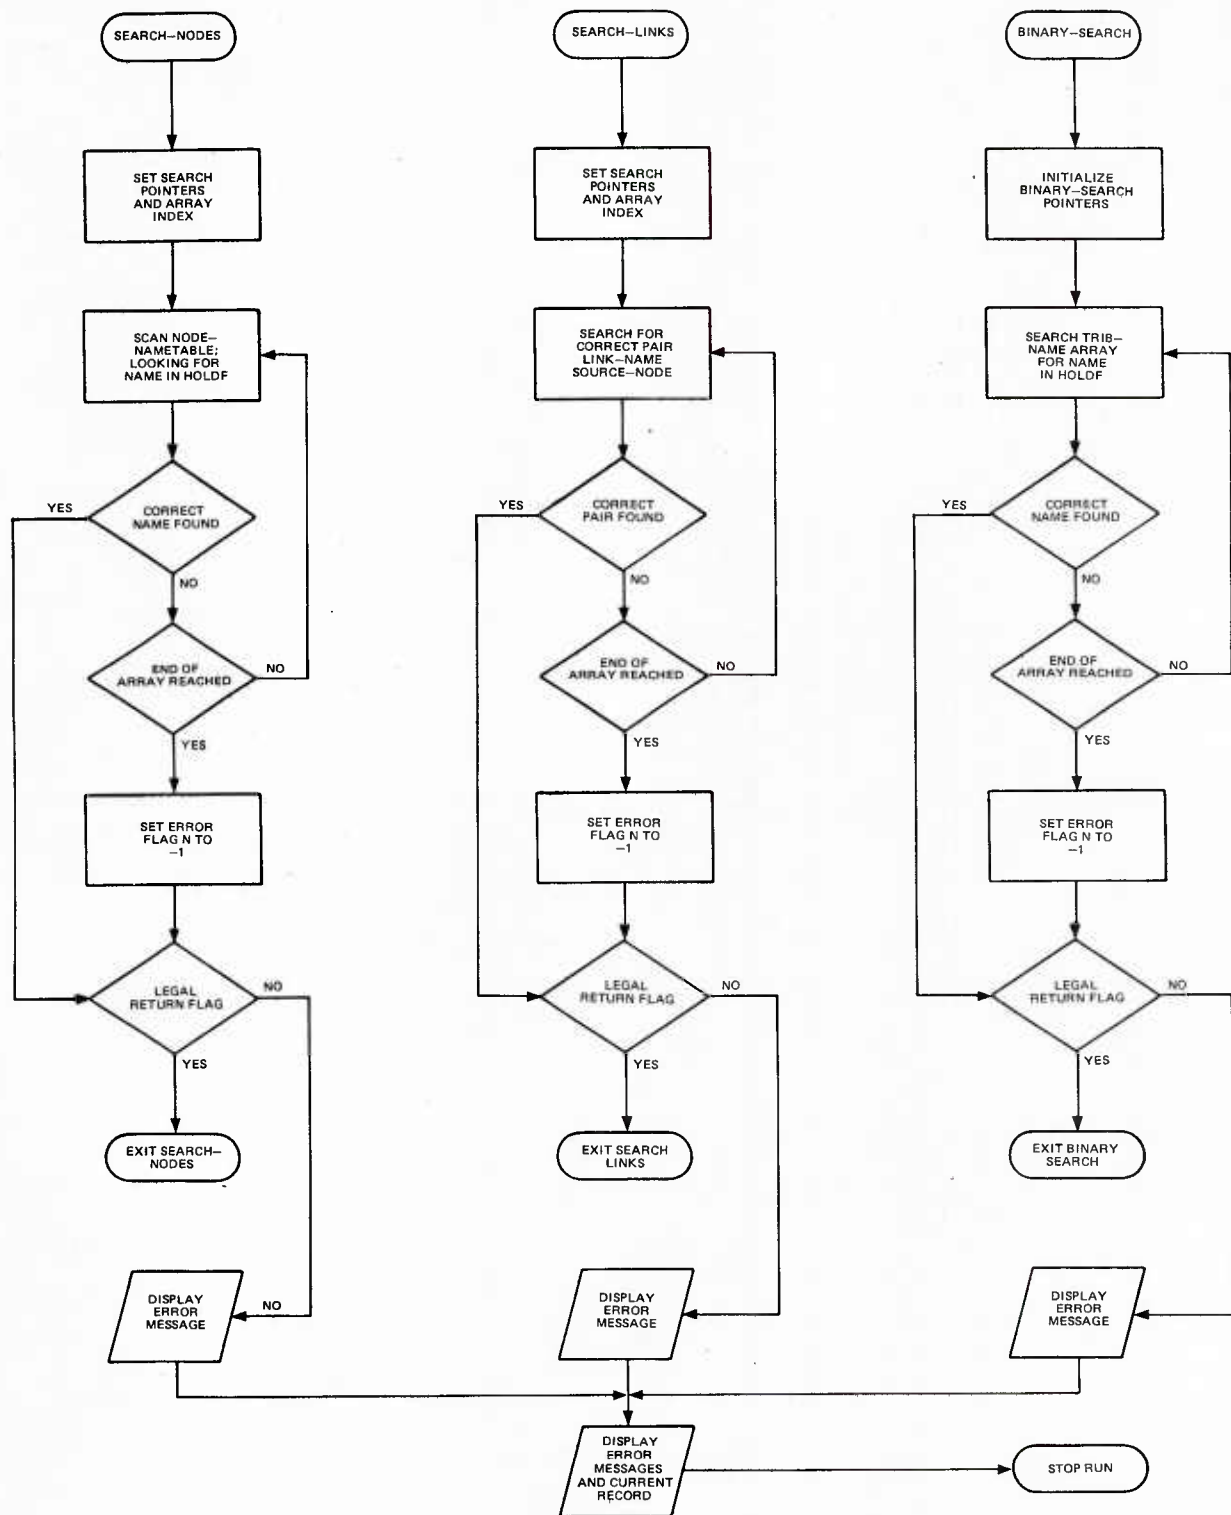 SEARCH–NODES
SET SEARCH
POINTERS
AND ARRAY
INDEX
SCAN NODE–
NAMETABLE;
LOOKING FOR
NAME IN HOLDF
CORRECT
NAME FOUND
YES
NO
END OF
ARRAY REACHED
NO
YES
SET ERROR
FLAG N TO
–1
LEGAL
RETURN FLAG
NO
YES
EXIT SEARCH–
NODES
DISPLAY
ERROR
MESSAGE
NO
SEARCH–LINKS
SET SEARCH
POINTERS
AND ARRAY
INDEX
SEARCH FOR
CORRECT PAIR
LINK–NAME
SOURCE–NODE
YES
CORRECT
PAIR FOUND
NO
END OF
ARRAY REACHED
NO
YES
SET ERROR
FLAG N TO
–1
LEGAL
RETURN FLAG
NO
YES
EXIT SEARCH
LINKS
DISPLAY
ERROR
MESSAGE
BINARY–SEARCH
INITIALIZE
BINARY–SEARCH
POINTERS
SEARCH TRIB–
NAME ARRAY
FOR NAME
IN HOLDF
YES
CORRECT
NAME FOUND
NO
END OF
ARRAY REACHED
NO
YES
SET ERROR
FLAG N TO
–1
LEGAL
RETURN FLAG
NO
YES
EXIT BINARY
SEARCH
DISPLAY
ERROR
MESSAGE
DISPLAY
ERROR
MESSAGES
AND CURRENT
RECORD
STOP RUN